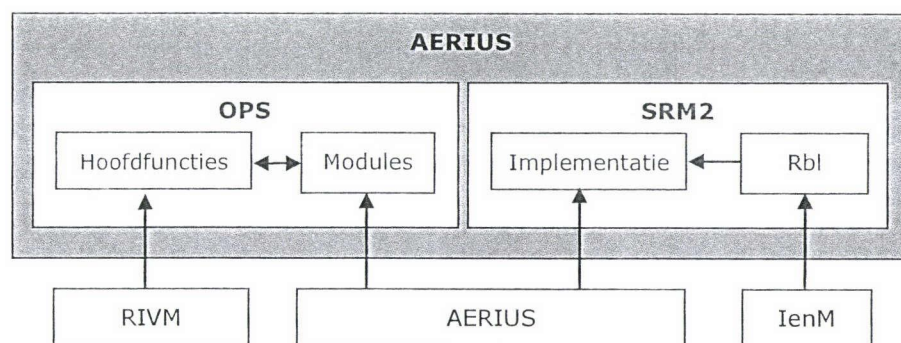 AERIUS
OPS
SRM2
Hoofdfuncties
Modules
Implementatie
Rbl
RIVM
AERIUS
IenM